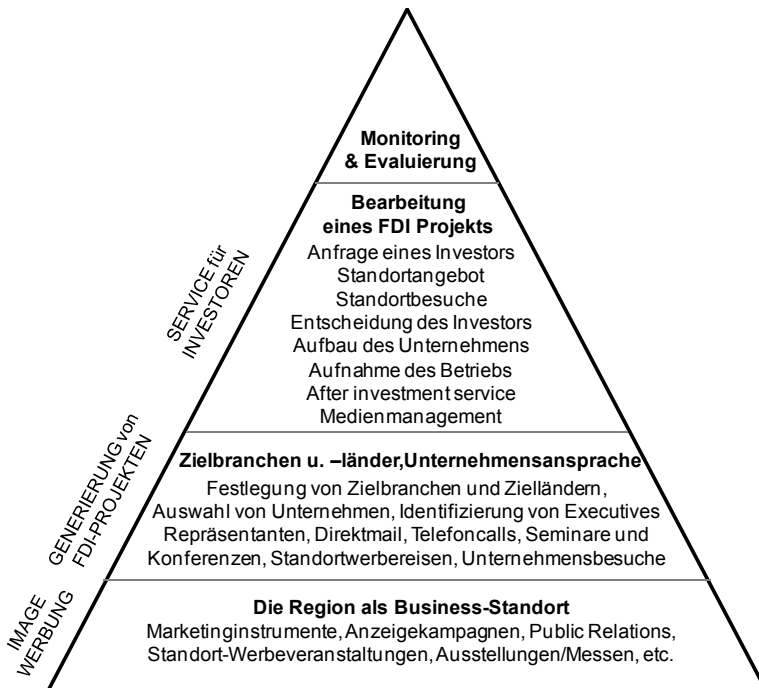 Monitoring
& Evaluierung
Bearbeitung
eines FDI Projekts
Anfrage eines Investors
Standortangebot
Standortbesuche
Entscheidung des Investors
Aufbau des Unternehmens
Aufnahme des Betriebs
After investment service
Medienmanagement
SERVICE für
INVESTOREN
Zielbranchen u. –länder,Unternehmensansprache
Festlegung von Zielbranchen und Zielländern,
Auswahl von Unternehmen, Identifizierung von Executives
Repräsentanten, Direktmail, Telefoncalls, Seminare und
Konferenzen, Standortwerbereisen, Unternehmensbesuche
GENERIERUNG von
FDI-PROJEKTEN
Die Region als Business-Standort
Marketinginstrumente, Anzeigekampagnen, Public Relations,
Standort-Werbeveranstaltungen, Ausstellungen/Messen, etc.
IMAGE
WERBUNG